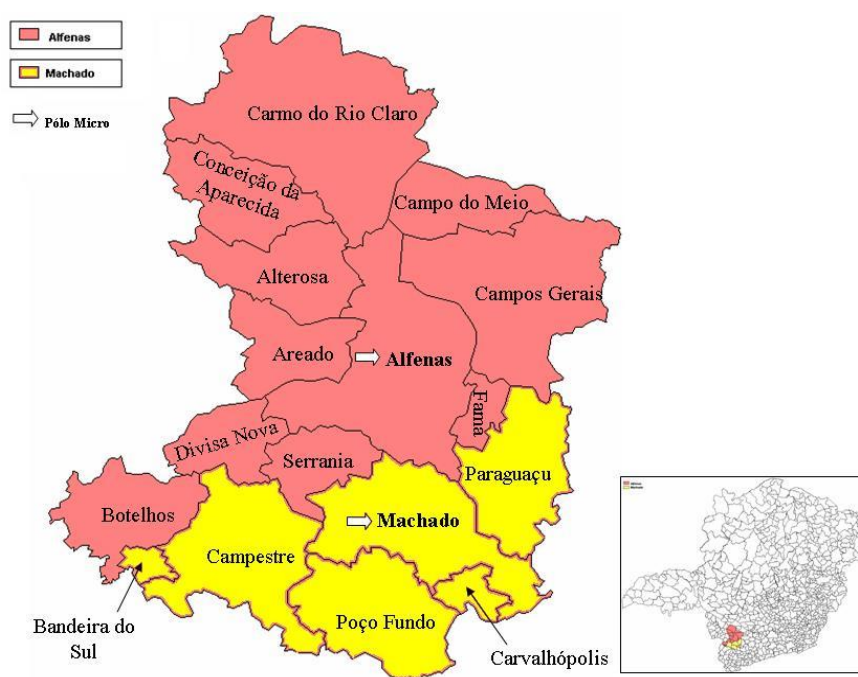 Alfenas
Machado
Pólo Micro
Carmo do Rio Claro
Conceição da
Aparecida
Campo do Meio
Alterosa
Campos Gerais
Areado
Alfenas
Fama
Divisa Nova
Serrania
Paraguaçu
Botelhos
Machado
Campestre
Bandeira do
Sul
Poço Fundo
Carvalhópolis